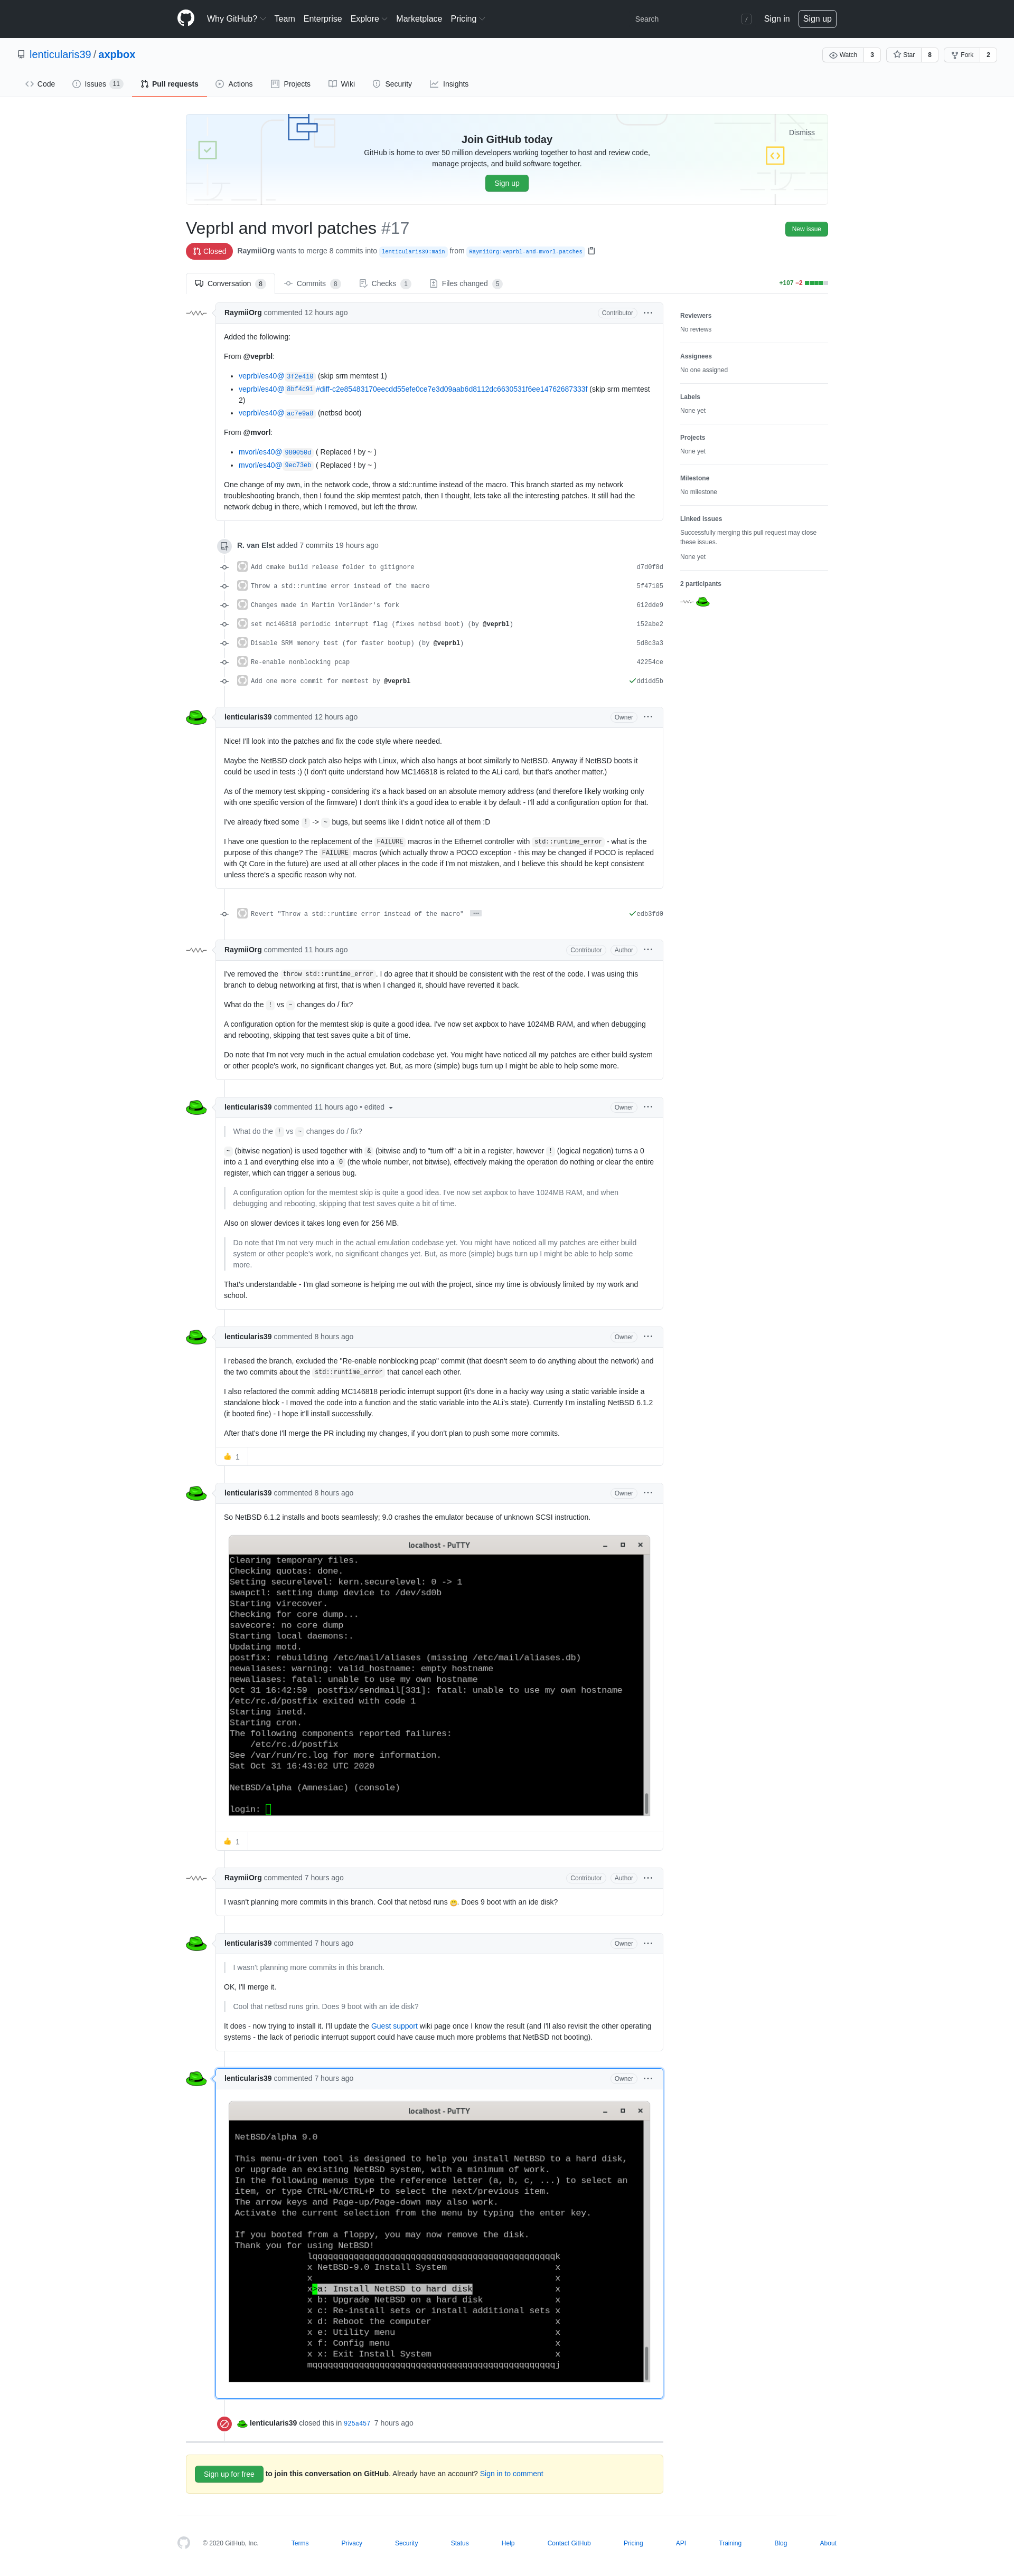 Why GitHub? Team Enterprise Explore Marketplace Pricing Search / Sign in Sign up
lenticularis39 / axpbox Watch 3 Star 8 Fork 2
Code Issues 11 Pull requests Actions Projects Wiki Security Insights
Join GitHub today
Dismiss
GitHub is home to over 50 million developers working together to host and review code,
manage projects, and build software together.
Sign up
Veprbl and mvorl patches #17
New issue
Closed RaymiiOrg wants to merge 8 commits into lenticularis39:main from RaymiiOrg:veprbl-and-mvorl-patches
Conversation 8 Commits 8 Checks 1 Files changed 5 +107 −2
RaymiiOrg commented 12 hours ago Contributor
Added the following:
From @veprbl:
veprbl/es40@3f2e410 (skip srm memtest 1)
veprbl/es40@8bf4c91#diff-c2e85483170eecdd55efe0ce7e3d09aab6d8112dc6630531f6ee14762687333f (skip srm memtest
2)
veprbl/es40@ac7e9a8 (netbsd boot)
From @mvorl:
mvorl/es40@980050d ( Replaced ! by ~ )
mvorl/es40@9ec73eb ( Replaced ! by ~ )
One change of my own, in the network code, throw a std::runtime instead of the macro. This branch started as my network
troubleshooting branch, then I found the skip memtest patch, then I thought, lets take all the interesting patches. It still had the
network debug in there, which I removed, but left the throw.
Reviewers
No reviews
Assignees
No one assigned
Labels
None yet
Projects
None yet
Milestone
No milestone
Linked issues
Successfully merging this pull request may close
these issues.
None yet
2 participants
R. van Elst added 7 commits 19 hours ago
Add cmake build release folder to gitignore d7d0f8d
Throw a std::runtime error instead of the macro 5f47105
Changes made in Martin Vorländer's fork 612dde9
set mc146818 periodic interrupt flag (fixes netbsd boot) (by @veprbl) 152abe2
Disable SRM memory test (for faster bootup) (by @veprbl) 5d8c3a3
Re-enable nonblocking pcap 42254ce
Add one more commit for memtest by @veprbl dd1dd5b
lenticularis39 commented 12 hours ago Owner
Nice! I'll look into the patches and fix the code style where needed.
Maybe the NetBSD clock patch also helps with Linux, which also hangs at boot similarly to NetBSD. Anyway if NetBSD boots it
could be used in tests :) (I don't quite understand how MC146818 is related to the ALi card, but that's another matter.)
As of the memory test skipping - considering it's a hack based on an absolute memory address (and therefore likely working only
with one specific version of the firmware) I don't think it's a good idea to enable it by default - I'll add a configuration option for that.
I've already fixed some ! -> ~ bugs, but seems like I didn't notice all of them :D
I have one question to the replacement of the FAILURE macros in the Ethernet controller with std::runtime_error - what is the
purpose of this change? The FAILURE macros (which actually throw a POCO exception - this may be changed if POCO is replaced
with Qt Core in the future) are used at all other places in the code if I'm not mistaken, and I believe this should be kept consistent
unless there's a specific reason why not.
Revert "Throw a std::runtime error instead of the macro" … edb3fd0
RaymiiOrg commented 11 hours ago Contributor Author
I've removed the throw std::runtime_error. I do agree that it should be consistent with the rest of the code. I was using this
branch to debug networking at first, that is when I changed it, should have reverted it back.
What do the ! vs ~ changes do / fix?
A configuration option for the memtest skip is quite a good idea. I've now set axpbox to have 1024MB RAM, and when debugging
and rebooting, skipping that test saves quite a bit of time.
Do note that I'm not very much in the actual emulation codebase yet. You might have noticed all my patches are either build system
or other people's work, no significant changes yet. But, as more (simple) bugs turn up I might be able to help some more.
lenticularis39 commented 11 hours ago • edited Owner
What do the ! vs ~ changes do / fix?
~ (bitwise negation) is used together with & (bitwise and) to "turn off" a bit in a register, however ! (logical negation) turns a 0
into a 1 and everything else into a 0 (the whole number, not bitwise), effectively making the operation do nothing or clear the entire
register, which can trigger a serious bug.
A configuration option for the memtest skip is quite a good idea. I've now set axpbox to have 1024MB RAM, and when
debugging and rebooting, skipping that test saves quite a bit of time.
Also on slower devices it takes long even for 256 MB.
Do note that I'm not very much in the actual emulation codebase yet. You might have noticed all my patches are either build
system or other people's work, no significant changes yet. But, as more (simple) bugs turn up I might be able to help some
more.
That's understandable - I'm glad someone is helping me out with the project, since my time is obviously limited by my work and
school.
lenticularis39 commented 8 hours ago Owner
I rebased the branch, excluded the "Re-enable nonblocking pcap" commit (that doesn't seem to do anything about the network) and
the two commits about the std::runtime_error that cancel each other.
I also refactored the commit adding MC146818 periodic interrupt support (it's done in a hacky way using a static variable inside a
standalone block - I moved the code into a function and the static variable into the ALi's state). Currently I'm installing NetBSD 6.1.2
(it booted fine) - I hope it'll install successfully.
After that's done I'll merge the PR including my changes, if you don't plan to push some more commits.
👍 1
lenticularis39 commented 8 hours ago Owner
So NetBSD 6.1.2 installs and boots seamlessly; 9.0 crashes the emulator because of unknown SCSI instruction.
localhost - PuTTY
Clearing temporary files.
Checking quotas: done.
Setting securelevel: kern.securelevel: 0 -> 1
swapctl: setting dump device to /dev/sd0b
Starting virecover.
Checking for core dump...
savecore: no core dump
Starting local daemons:.
Updating motd.
postfix: rebuilding /etc/mail/aliases (missing /etc/mail/aliases.db)
newaliases: warning: valid_hostname: empty hostname
newaliases: fatal: unable to use my own hostname
Oct 31 16:42:59  postfix/sendmail[331]: fatal: unable to use my own hostname
/etc/rc.d/postfix exited with code 1
Starting inetd.
Starting cron.
The following components reported failures:
/etc/rc.d/postfix
See /var/run/rc.log for more information.
Sat Oct 31 16:43:02 UTC 2020
NetBSD/alpha (Amnesiac) (console)
login:
👍 1
RaymiiOrg commented 7 hours ago Contributor Author
I wasn't planning more commits in this branch. Cool that netbsd runs 😁. Does 9 boot with an ide disk?
lenticularis39 commented 7 hours ago Owner
I wasn't planning more commits in this branch.
OK, I'll merge it.
Cool that netbsd runs grin. Does 9 boot with an ide disk?
It does - now trying to install it. I'll update the Guest support wiki page once I know the result (and I'll also revisit the other operating
systems - the lack of periodic interrupt support could have cause much more problems that NetBSD not booting).
lenticularis39 commented 7 hours ago Owner
localhost - PuTTY
NetBSD/alpha 9.0
This menu-driven tool is designed to help you install NetBSD to a hard disk,
or upgrade an existing NetBSD system, with a minimum of work.
In the following menus type the reference letter (a, b, c, ...) to select an
item, or type CTRL+N/CTRL+P to select the next/previous item.
The arrow keys and Page-up/Page-down may also work.
Activate the current selection from the menu by typing the enter key.
If you booted from a floppy, you may now remove the disk.
Thank you for using NetBSD!
lqqqqqqqqqqqqqqqqqqqqqqqqqqqqqqqqqqqqqqqqqqqqqqqk
x NetBSD-9.0 Install System x
x x
x>a: Install NetBSD to hard disk x
x b: Upgrade NetBSD on a hard disk x
x c: Re-install sets or install additional sets x
x d: Reboot the computer x
x e: Utility menu x
x f: Config menu x
x x: Exit Install System x
mqqqqqqqqqqqqqqqqqqqqqqqqqqqqqqqqqqqqqqqqqqqqqqqj
lenticularis39 closed this in 925a457 7 hours ago
Sign up for free to join this conversation on GitHub. Already have an account? Sign in to comment
© 2020 GitHub, Inc. Terms Privacy Security Status Help Contact GitHub Pricing API Training Blog About